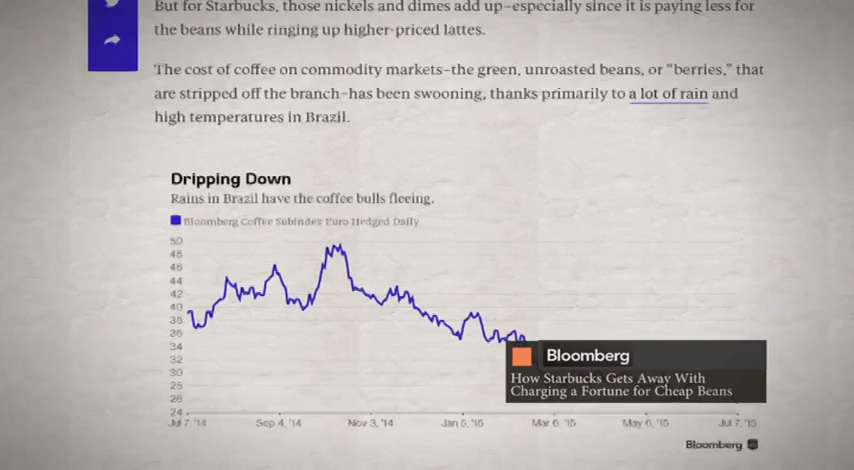 But for Starbucks, those nickels and dimes add up–especially since it is paying less for
the beans while ringing up higher-priced lattes.
The cost of coffee on commodity markets–the green, unroasted beans, or “berries,” that
are stripped off the branch–has been swooning, thanks primarily to a lot of rain and
high temperatures in Brazil.
Dripping Down
Rains in Brazil have the coffee bulls fleeing.
Bloomberg Coffee Subindex Euro Hedged Daily
50
48
46
44
42
40
38
36
34
32
30
28
26
24
Jul 7, '14 Sep 4, '14 Nov 3, '14 Jan 5, '15 Mar 6, '15 May 6, '15 Jul 7, '15
Bloomberg
How Starbucks Gets Away With
Charging a Fortune for Cheap Beans
Bloomberg